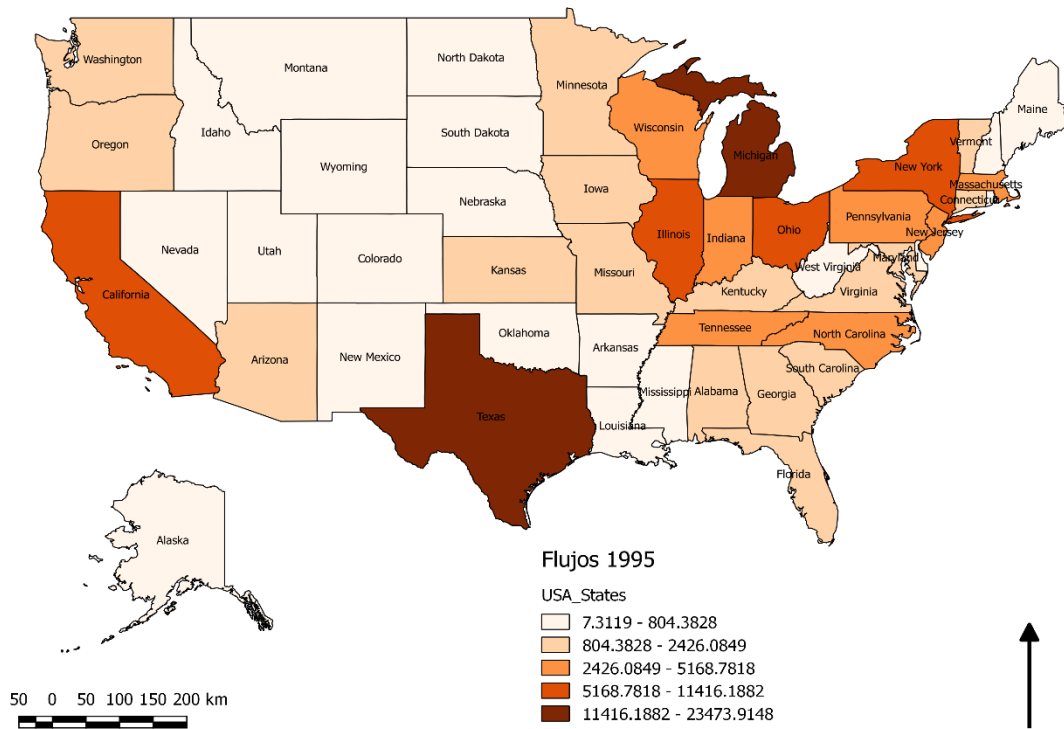 Washington
Montana
North Dakota
Minnesota
Maine
Idaho
Oregon
South Dakota
Wisconsin
Vermont
Michigan
New York
Wyoming
Massachusetts
Iowa
Connecticut
Nebraska
Pennsylvania
New Jersey
Illinois
Indiana
Ohio
Nevada
Utah
Colorado
Maryland
Kansas
Missouri
West Virginia
Kentucky
Virginia
California
Oklahoma
Tennessee
North Carolina
Arizona
New Mexico
Arkansas
South Carolina
Mississippi
Alabama
Georgia
Texas
Louisiana
Florida
Alaska
Flujos 1995
USA_States
7.3119 - 804.3828
804.3828 - 2426.0849
2426.0849 - 5168.7818
5168.7818 - 11416.1882
11416.1882 - 23473.9148
50 0 50 100 150 200 km